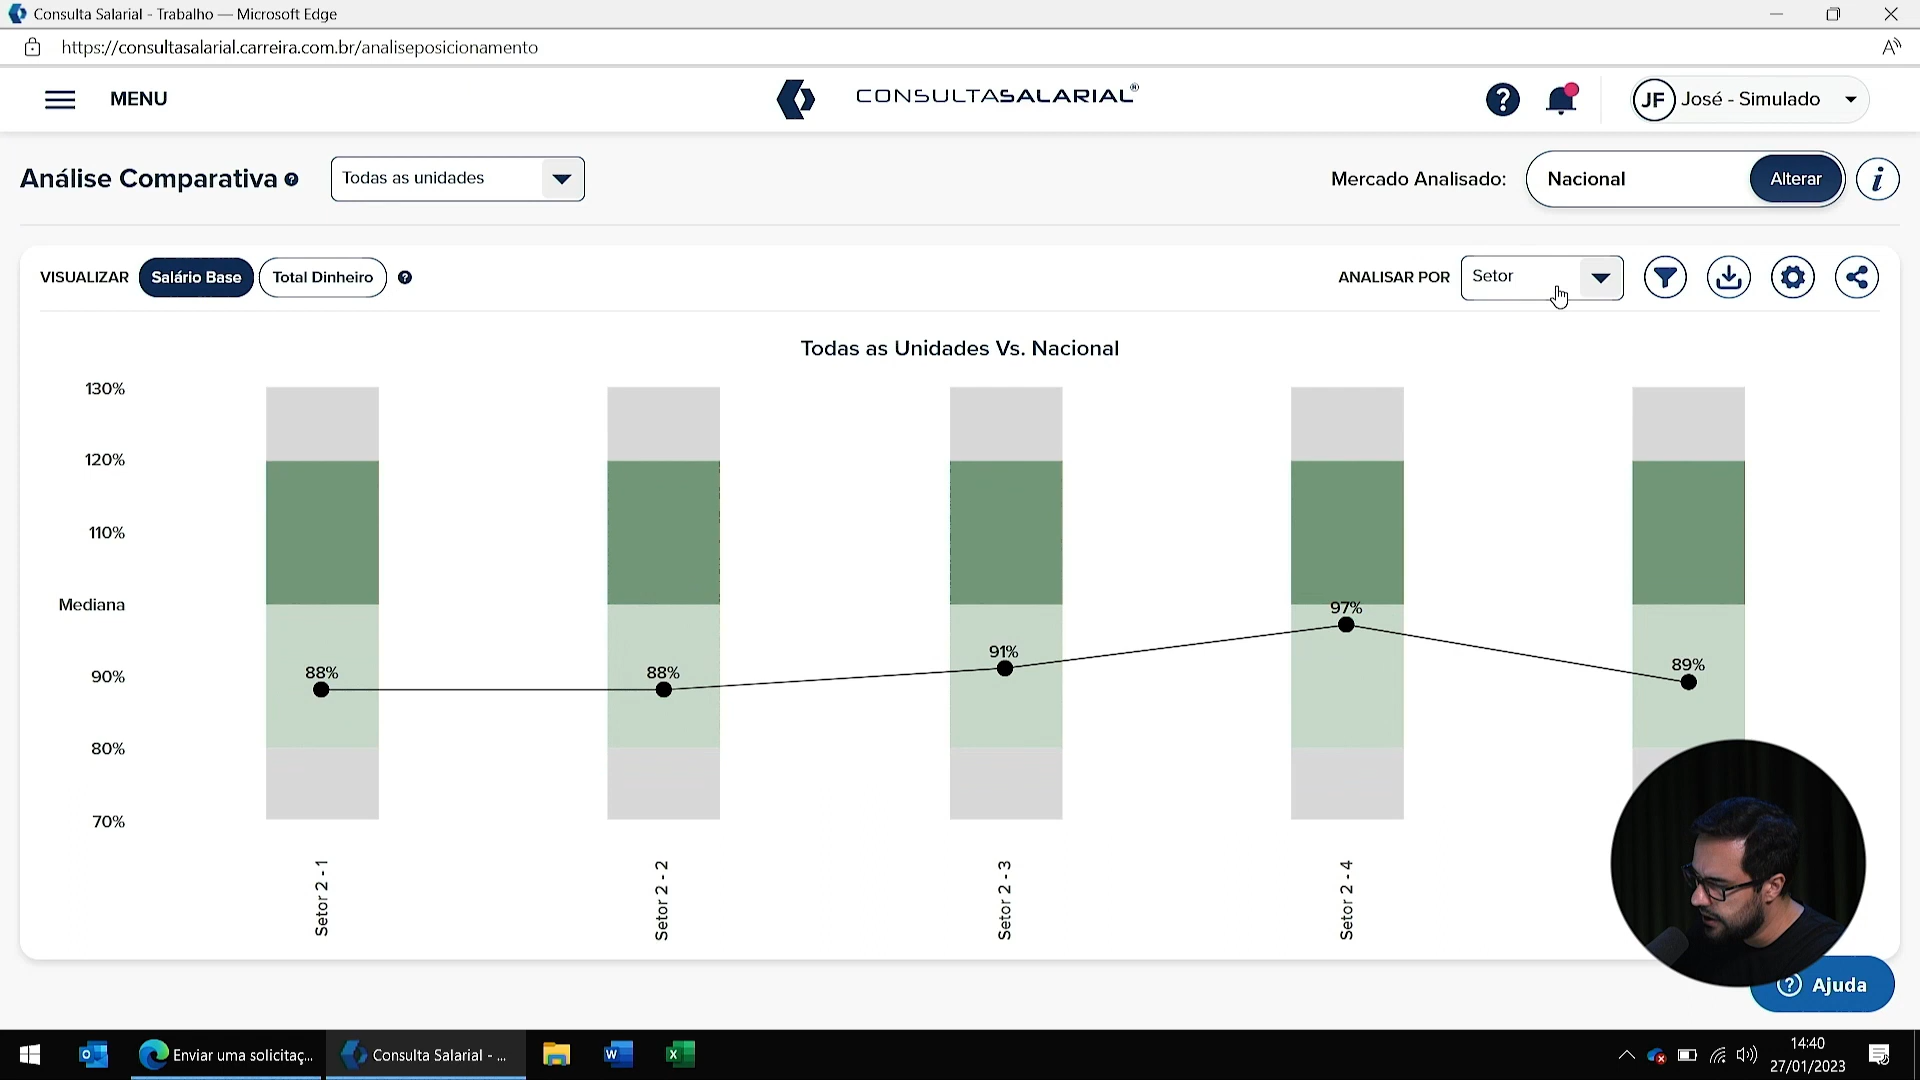 Consulta Salarial - Trabalho — Microsoft Edge
https://consultasalarial.carreira.com.br/analiseposicionamento
MENU
CONSULTASALARIAL®
?
JF José - Simulado
Análise Comparativa ?
Todas as unidades
Mercado Analisado:
Nacional
Alterar
i
VISUALIZAR
Salário Base
Total Dinheiro
?
ANALISAR POR
Setor
Todas as Unidades Vs. Nacional
130%
120%
110%
Mediana
90%
80%
70%
88%
88%
91%
97%
89%
Setor 2 - 1
Setor 2 - 2
Setor 2 - 3
Setor 2 - 4
? Ajuda
Enviar uma solicitaç...
Consulta Salarial - ...
14:40
27/01/2023